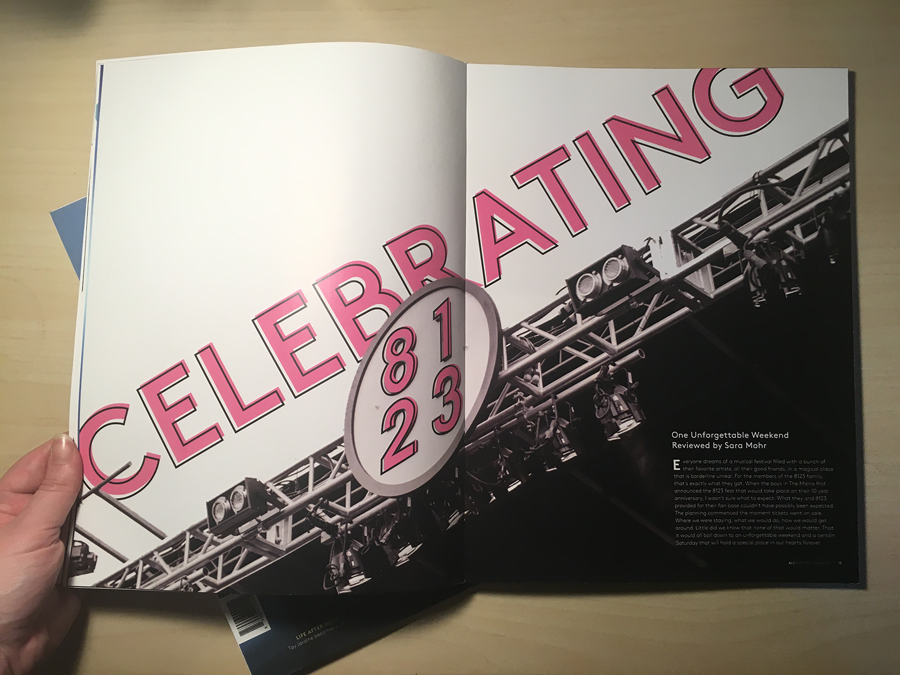 CELEBRATING
81
23
One Unforgettable Weekend
Reviewed by Sara Mohr
Everyone dreams of a musical festival filled with a bunch of
their favorite artists, all their good friends, in a magical place
that is borderline unreal. For the members of the 8123 family,
that's exactly what they got. When the boys in The Maine first
announced the 8123 fest that would take place on their 10 year
anniversary, I wasn't sure what to expect. What they and 8123
provided for their fan base couldn't have possibly been expected.
The planning commenced the moment tickets went on sale.
Where we were staying, what we would do, how we would get
around. Little did we know that none of that would matter. That
it would all boil down to an unforgettable weekend and a certain
Saturday that will hold a special place in our hearts forever.
LIFE AFTER